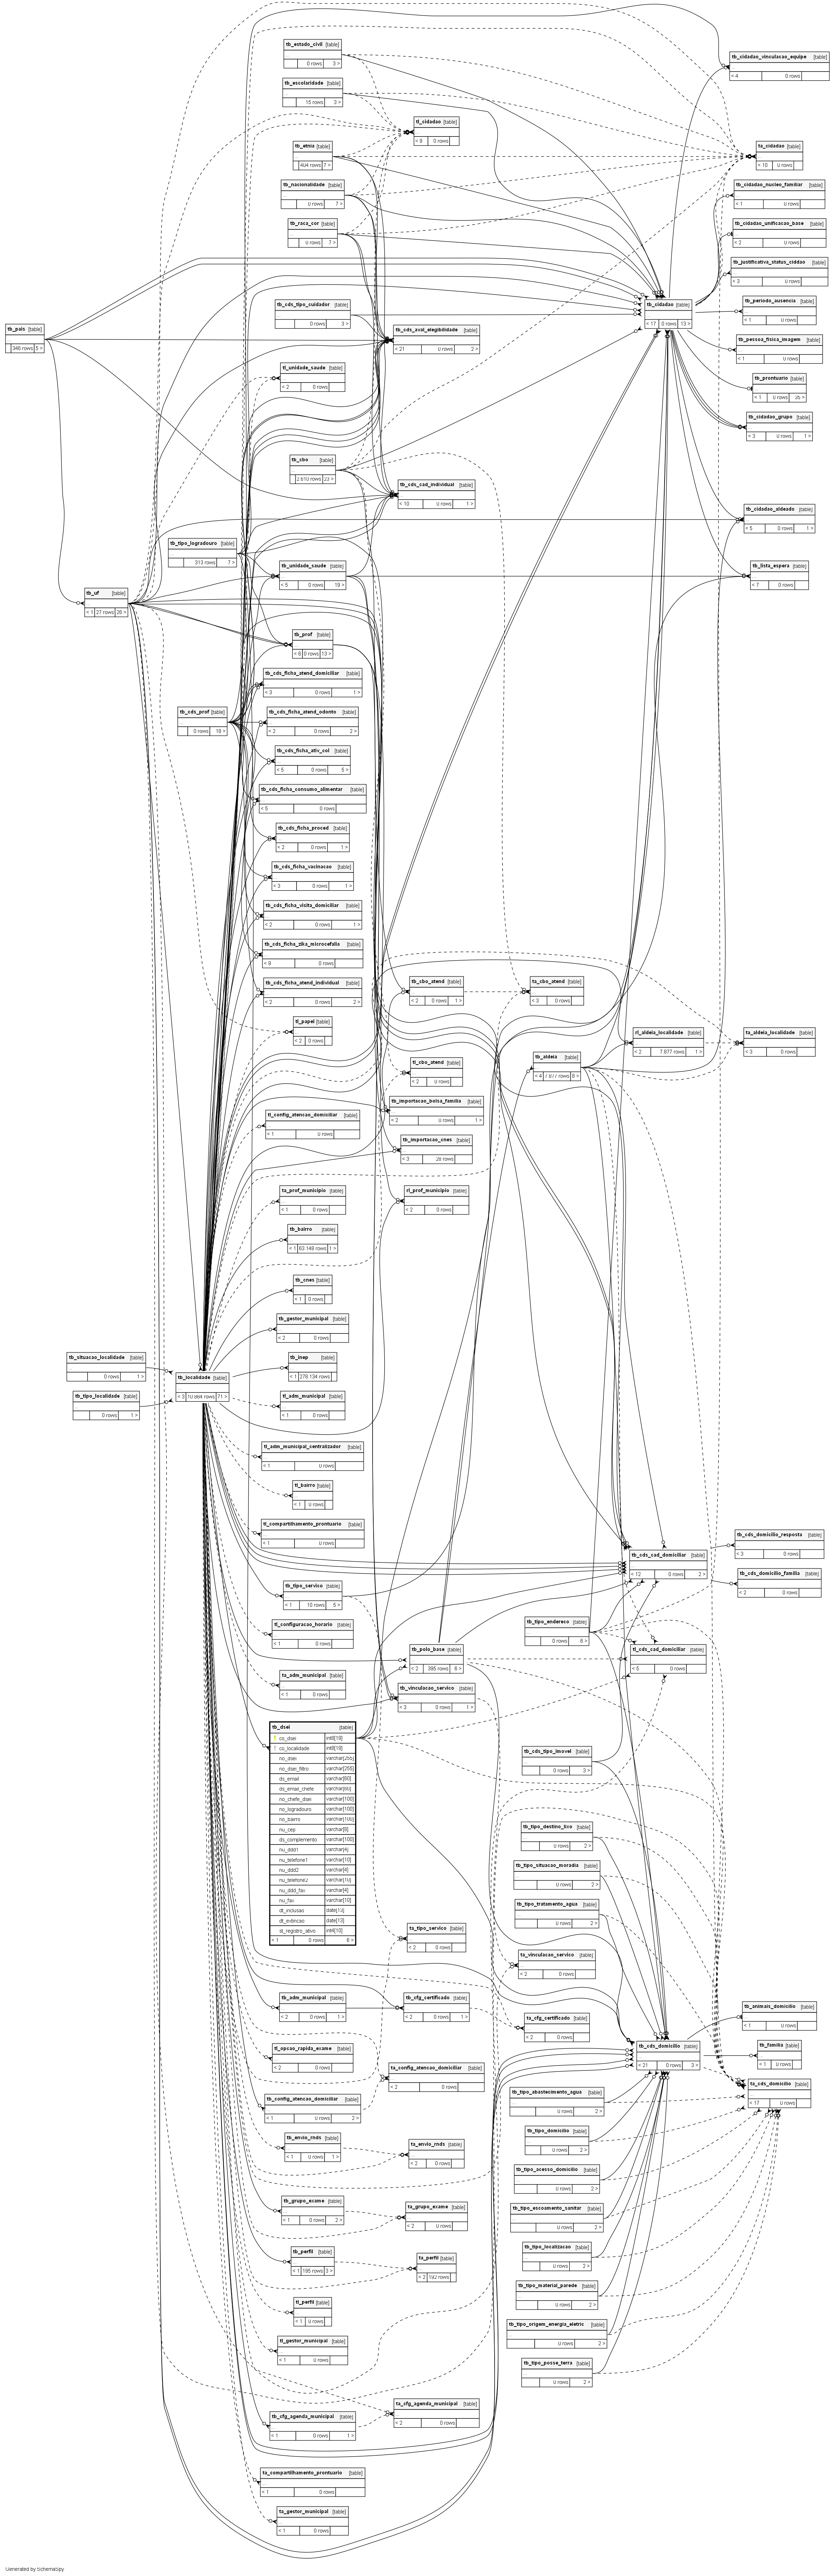 tb_estado_civil [table]
0 rows 3 >
tb_escolaridade [table]
15 rows 3 >
tb_etnia [table]
404 rows 7 >
tb_nacionalidade [table]
0 rows 7 >
tb_raca_cor [table]
0 rows 7 >
tl_cidadao [table]
< 9 0 rows
tb_cidadao_vinculacao_equipe [table]
< 4 0 rows
ta_cidadao [table]
< 10 0 rows
tb_cidadao_nucleo_familiar [table]
< 1 0 rows
tb_cidadao_unificacao_base [table]
< 2 0 rows
tb_justificativa_status_ciddao [table]
< 3 0 rows
tb_periodo_ausencia [table]
< 1 0 rows
tb_pessoa_fisica_imagem [table]
< 1 0 rows
tb_prontuario [table]
< 1 0 rows
tb_cidadao_grupo [table]
< 3 0 rows 1 >
tb_cidadao [table]
< 17 0 rows 13 >
tb_cds_tipo_cuidador [table]
0 rows 3 >
tb_cds_aval_elegibilidade [table]
< 21 0 rows 2 >
tb_pais [table]
246 rows 5 >
tl_unidade_saude [table]
< 2 0 rows
tb_cbo [table]
tb_cds_cad_individual [table]
< 10 0 rows 1 >
tb_cidadao_aldeado [table]
< 5 0 rows 1 >
tb_tipo_logradouro [table]
313 rows 7 >
tb_unidade_saude [table]
< 5 0 rows 19 >
tb_lista_espera [table]
< 7 0 rows
tb_uf [table]
< 1 27 rows 26 >
tb_prof [table]
< 6 0 rows 13 >
tb_cds_ficha_atend_domiciliar [table]
< 3 0 rows 1 >
tb_cds_prof [table]
0 rows 19 >
tb_cds_ficha_atend_odonto [table]
< 2 0 rows 2 >
tb_cds_ficha_ativ_col [table]
< 5 0 rows 5 >
tb_cds_ficha_consumo_alimentar [table]
< 5 0 rows
tb_cds_ficha_proced [table]
< 2 0 rows 1 >
tb_cds_ficha_vacinacao [table]
< 3 0 rows 1 >
tb_cds_ficha_visita_domiciliar [table]
< 2 0 rows 1 >
tb_cds_ficha_zika_microcefalia [table]
< 9 0 rows
tb_cds_ficha_atend_individual [table]
< 2 0 rows 2 >
tb_cbo_atend [table]
< 2 0 rows 1 >
ta_cbo_atend [table]
< 3 0 rows
tl_papel [table]
< 2 0 rows
rl_aldeia_localidade [table]
< 2 7.877 rows 1 >
ta_aldeia_localidade [table]
< 3 0 rows
tb_aldeia [table]
< 4 7.877 rows 8 >
tl_cbo_atend [table]
< 2 0 rows
tb_importacao_bolsa_familia [table]
< 2 0 rows 1 >
tl_config_atencao_domiciliar [table]
< 1 0 rows
tb_importacao_cnes [table]
< 3 26 rows
ta_prof_municipio [table]
< 1 0 rows
rl_prof_municipio [table]
< 2 0 rows
tb_bairro [table]
< 1 63.148 rows 1 >
tb_cnes [table]
< 1 0 rows
tb_gestor_municipal [table]
< 2 0 rows
tb_inep [table]
< 1 278.134 rows
tb_situacao_localidade [table]
0 rows 1 >
tb_localidade [table]
< 3 10.864 rows 71 >
tb_tipo_localidade [table]
0 rows 1 >
tl_adm_municipal [table]
< 1 0 rows
tl_adm_municipal_centralizador [table]
< 1 0 rows
tl_bairro [table]
< 1 0 rows
tl_compartilhamento_prontuario [table]
< 1 0 rows
tb_cds_domicilio_resposta [table]
< 3 0 rows
tb_cds_cad_domiciliar [table]
< 12 0 rows 2 >
tb_cds_domicilio_familia [table]
< 2 0 rows
tb_tipo_servico [table]
< 1 10 rows 5 >
tl_configuracao_horario [table]
< 1 0 rows
tb_tipo_endereco [table]
0 rows 6 >
tb_polo_base [table]
< 2 395 rows 6 >
tl_cds_cad_domiciliar [table]
< 5 0 rows
ta_adm_municipal [table]
< 1 0 rows
tb_vinculacao_servico [table]
< 3 0 rows 1 >
tb_dsei [table]
co_dsei int8[19]
co_localidade int8[19]
no_dsei varchar[255]
no_dsei_filtro varchar[255]
ds_email varchar[60]
ds_email_chefe varchar[60]
no_chefe_dsei varchar[100]
no_logradouro varchar[100]
no_bairro varchar[100]
nu_cep varchar[8]
ds_complemento varchar[100]
nu_ddd1 varchar[4]
nu_telefone1 varchar[10]
nu_ddd2 varchar[4]
nu_telefone2 varchar[10]
nu_ddd_fax varchar[4]
nu_fax varchar[10]
dt_inclusao date[13]
dt_extincao date[13]
st_registro_ativo int4[10]
< 1 0 rows 6 >
tb_cds_tipo_imovel [table]
0 rows 3 >
tb_tipo_destino_lixo [table]
0 rows 2 >
tb_tipo_situacao_moradia [table]
0 rows 2 >
tb_tipo_tratamento_agua [table]
0 rows 2 >
ta_tipo_servico [table]
< 2 0 rows
ta_vinculacao_servico [table]
< 2 0 rows
tb_adm_municipal [table]
< 2 0 rows 1 >
tb_cfg_certificado [table]
< 2 0 rows 1 >
ta_cfg_certificado [table]
< 2 0 rows
tb_animais_domicilio [table]
< 1 0 rows
tb_cds_domicilio [table]
< 21 0 rows 3 >
tb_familia [table]
< 1 0 rows
tl_opcao_rapida_exame [table]
< 2 0 rows
ta_config_atencao_domiciliar [table]
< 2 0 rows
ta_cds_domicilio [table]
< 17 0 rows
tb_config_atencao_domiciliar [table]
< 1 0 rows 2 >
tb_tipo_abastecimento_agua [table]
0 rows 2 >
tb_tipo_domicilio [table]
0 rows 2 >
tb_envio_rnds [table]
< 1 0 rows 1 >
ta_envio_rnds [table]
< 2 0 rows
tb_tipo_acesso_domicilio [table]
0 rows 2 >
tb_grupo_exame [table]
< 1 0 rows 2 >
ta_grupo_exame [table]
< 2 0 rows
tb_tipo_escoamento_sanitar [table]
0 rows 2 >
tb_perfil [table]
< 1 195 rows 3 >
ta_perfil [table]
< 2 192 rows
tb_tipo_localizacao [table]
0 rows 2 >
tl_perfil [table]
< 1 0 rows
tb_tipo_material_parede [table]
0 rows 2 >
tl_gestor_municipal [table]
< 1 0 rows
tb_tipo_origem_energia_eletric [table]
0 rows 2 >
tb_tipo_posse_terra [table]
0 rows 2 >
tb_cfg_agenda_municipal [table]
< 1 0 rows 1 >
ta_cfg_agenda_municipal [table]
< 2 0 rows
ta_compartilhamento_prontuario [table]
< 1 0 rows
ta_gestor_municipal [table]
< 1 0 rows
Generated by SchemaSpy